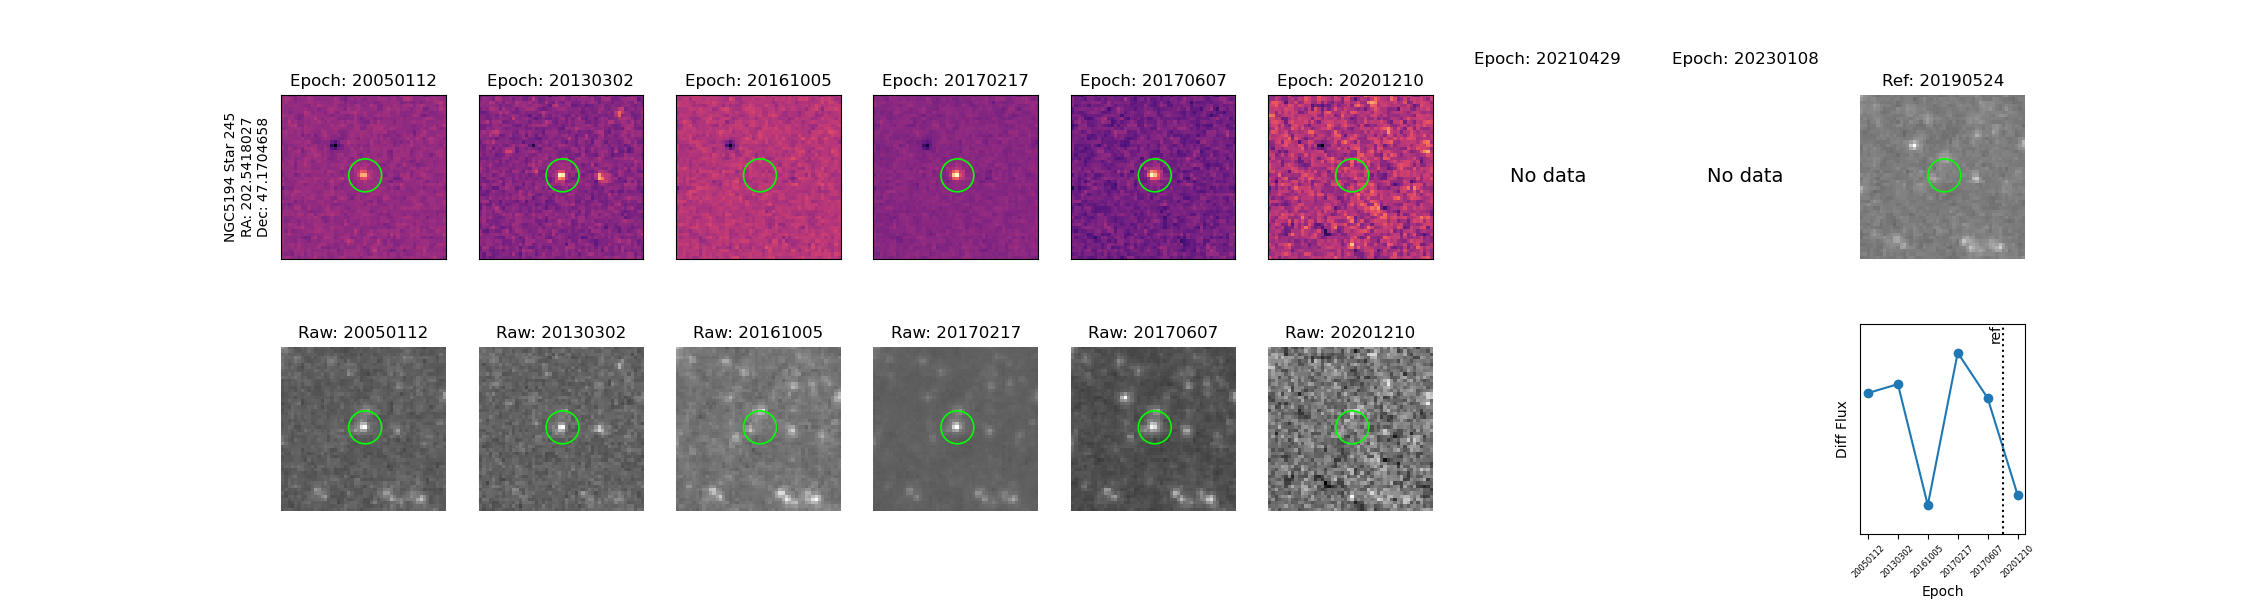 Epoch: 20050112
Epoch: 20130302
Epoch: 20161005
Epoch: 20170217
Epoch: 20170607
Epoch: 20201210
Epoch: 20210429
Epoch: 20230108
Ref: 20190524
NGC5194 Star 245
RA: 202.5418027
Dec: 47.1704658
No data
No data
Raw: 20050112
Raw: 20130302
Raw: 20161005
Raw: 20170217
Raw: 20170607
Raw: 20201210
ref
Diff Flux
20050112
20130302
20161005
20170217
20170607
20201210
Epoch